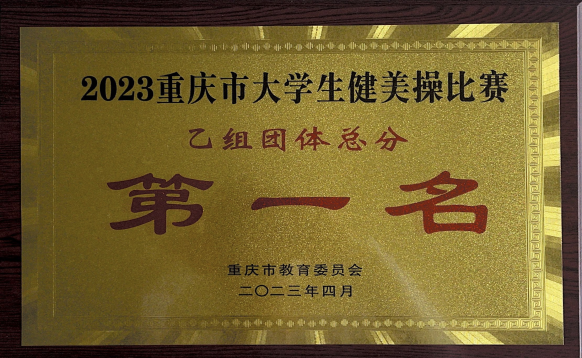 2023重庆市大学生健美操比赛
乙组团体总分
第一名
重庆市教育委员会
二〇二三年四月